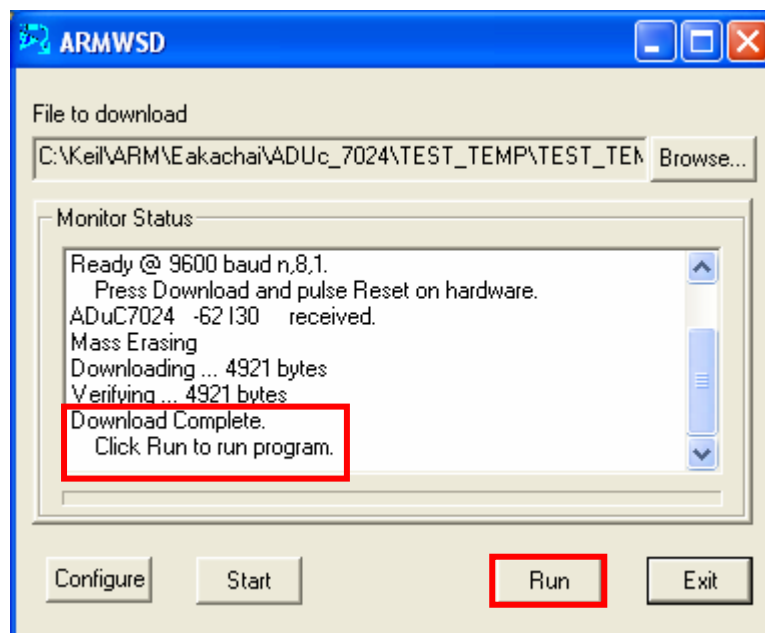 ARMWSD
File to download
C:\Keil\ARM\Eakachai\ADUc_7024\TEST_TEMP\TEST_TEM
Browse...
Monitor Status
Ready @ 9600 baud n,8,1.
Press Download and pulse Reset on hardware.
ADuC7024 -62 I30 received.
Mass Erasing
Downloading ... 4921 bytes
Verifying ... 4921 bytes
Download Complete.
Click Run to run program.
Configure Start Run Exit